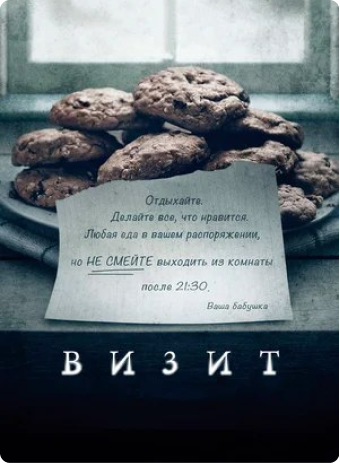 Отдыхайте.
Делайте все, что нравится.
Любая еда в вашем распоряжении,
но НЕ СМЕЙТЕ выходить из комнаты
после 21:30.
Ваша бабушка
ВИЗИТ